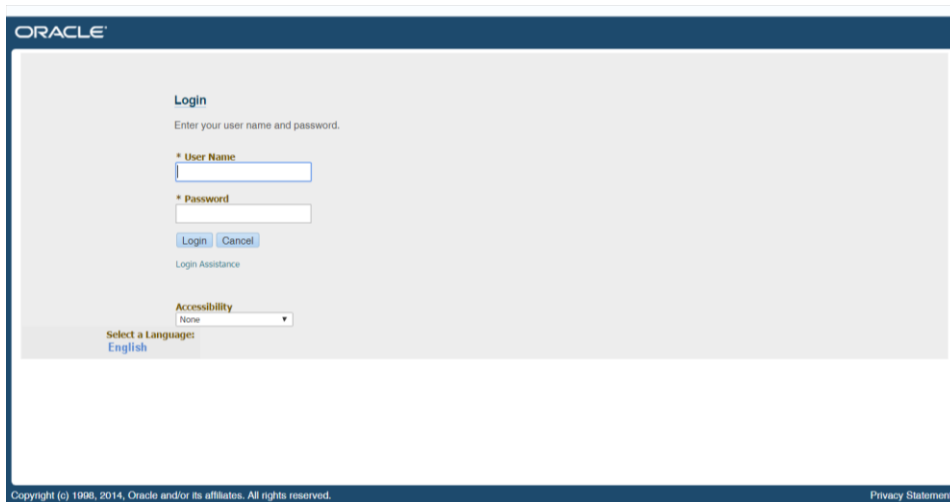 ORACLE
Login
Enter your user name and password.
* User Name
* Password
Login Cancel
Login Assistance
Accessibility
None
Select a Language:
English
Copyright (c) 1998, 2014, Oracle and/or its affiliates. All rights reserved. Privacy Statemen